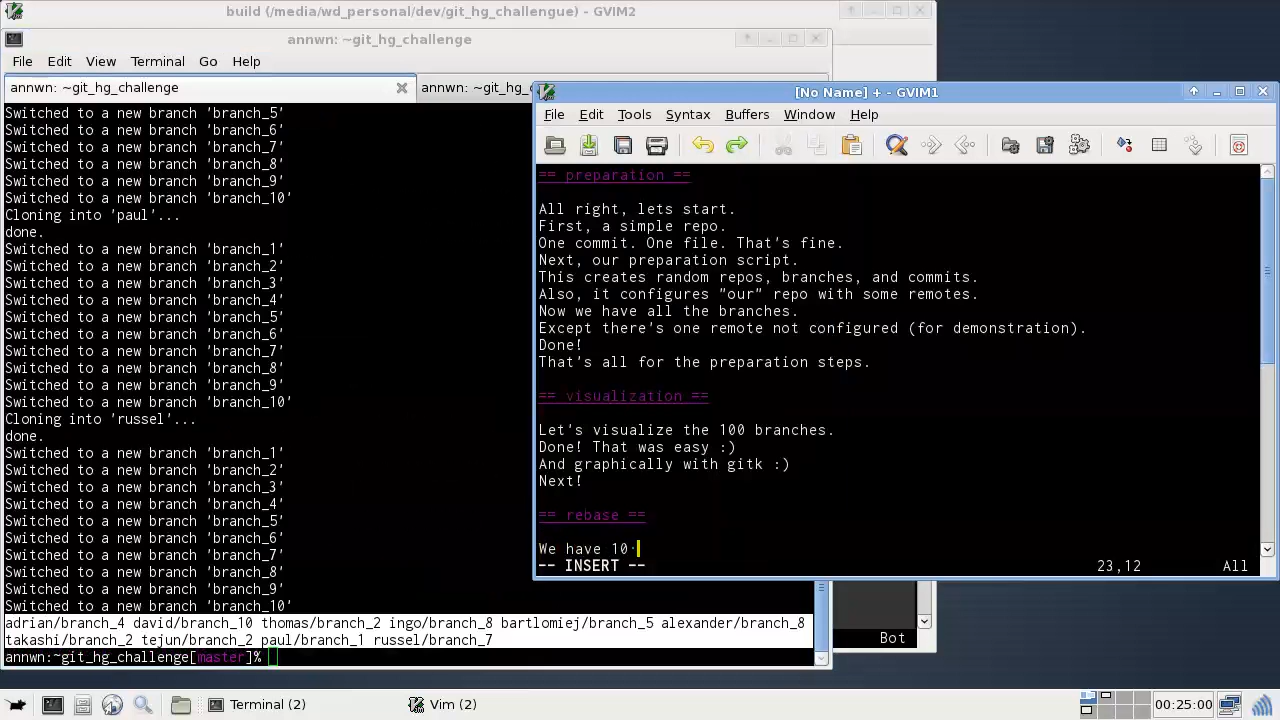 build (/media/wd_personal/dev/git_hg_challengue) - GVIM2
annwn: ~git_hg_challenge
File Edit View Terminal Go Help
annwn: ~git_hg_challenge
annwn: ~git_hg_
Switched to a new branch 'branch_5'
Switched to a new branch 'branch_6'
Switched to a new branch 'branch_7'
Switched to a new branch 'branch_8'
Switched to a new branch 'branch_9'
Switched to a new branch 'branch_10'
Cloning into 'paul'...
done.
Switched to a new branch 'branch_1'
Switched to a new branch 'branch_2'
Switched to a new branch 'branch_3'
Switched to a new branch 'branch_4'
Switched to a new branch 'branch_5'
Switched to a new branch 'branch_6'
Switched to a new branch 'branch_7'
Switched to a new branch 'branch_8'
Switched to a new branch 'branch_9'
Switched to a new branch 'branch_10'
Cloning into 'russel'...
done.
Switched to a new branch 'branch_1'
Switched to a new branch 'branch_2'
Switched to a new branch 'branch_3'
Switched to a new branch 'branch_4'
Switched to a new branch 'branch_5'
Switched to a new branch 'branch_6'
Switched to a new branch 'branch_7'
Switched to a new branch 'branch_8'
Switched to a new branch 'branch_9'
Switched to a new branch 'branch_10'
adrian/branch_4 david/branch_10 thomas/branch_2 ingo/branch_8 bartlomiej/branch_5 alexander/branch_8
takashi/branch_2 tejun/branch_2 paul/branch_1 russel/branch_7
annwn:~git_hg_challenge[master]%
[No Name] + - GVIM1
File Edit Tools Syntax Buffers Window Help
== preparation ==
All right, lets start.
First, a simple repo.
One commit. One file. That's fine.
Next, our preparation script.
This creates random repos, branches, and commits.
Also, it configures "our" repo with some remotes.
Now we have all the branches.
Except there's one remote not configured (for demonstration).
Done!
That's all for the preparation steps.
== visualization ==
Let's visualize the 100 branches.
Done! That was easy :)
And graphically with gitk :)
Next!
== rebase ==
We have 10
-- INSERT -- 23,12 All
Bot
Terminal (2) Vim (2) 00:25:00